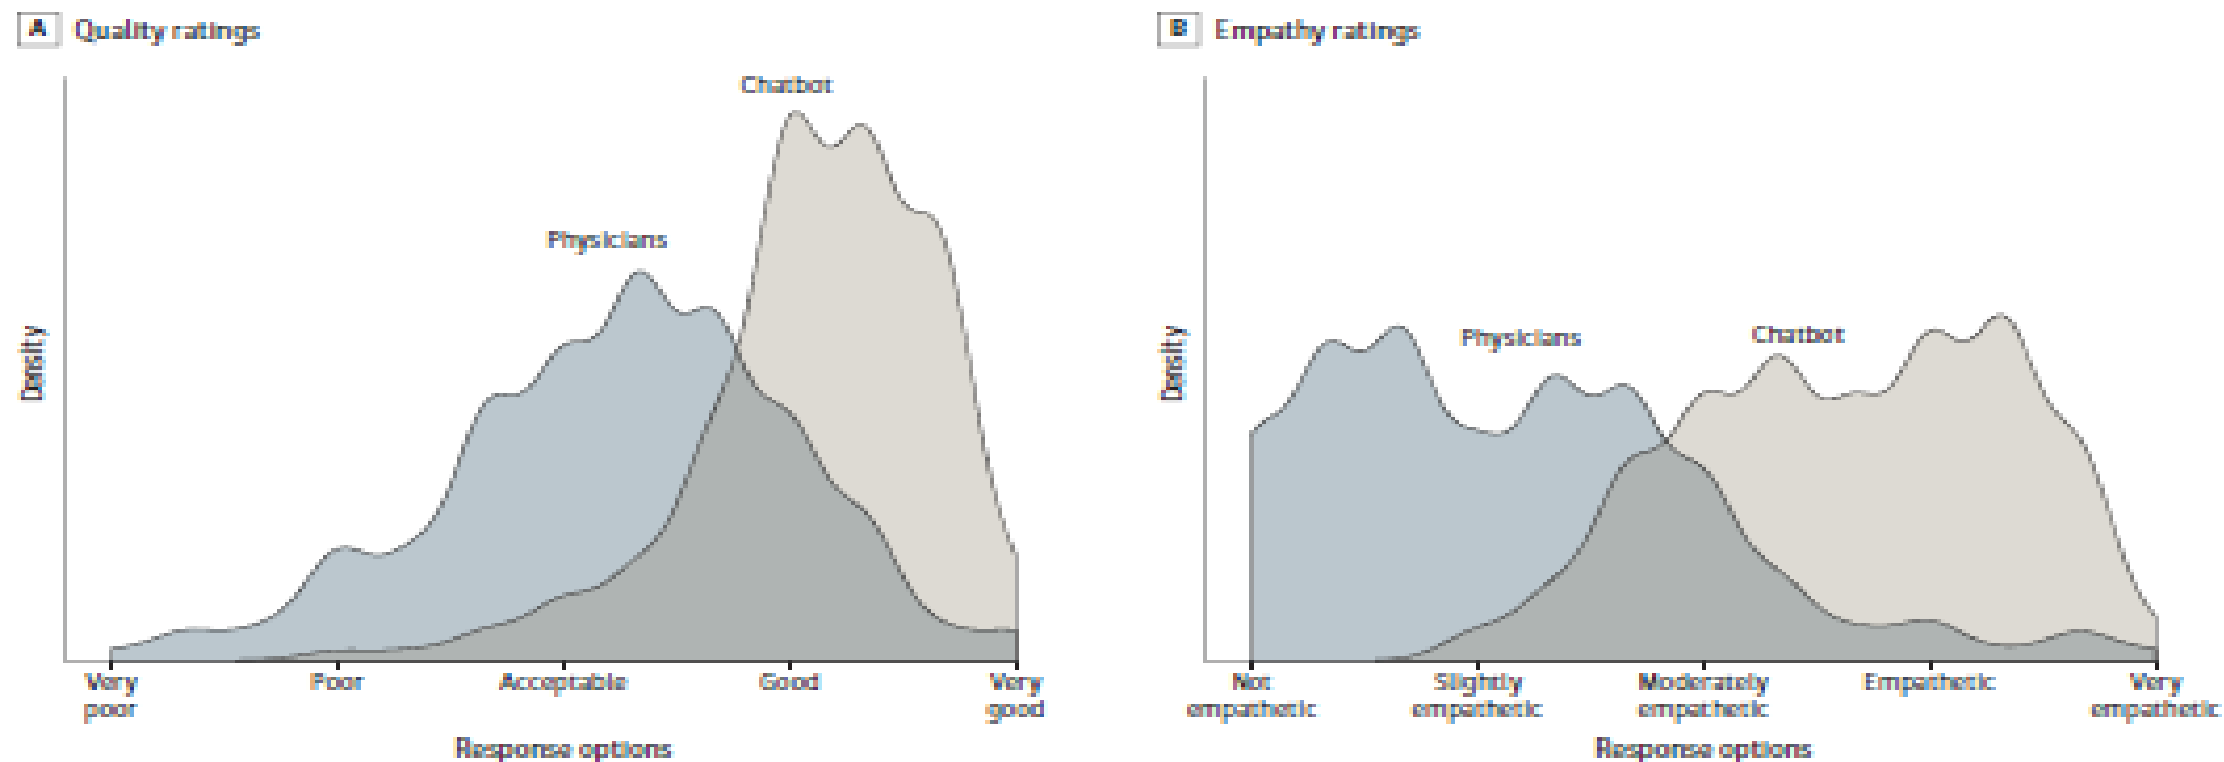 A Quality ratings
Chatbot
Physicians
Density
Very poor
Poor
Acceptable
Good
Very good
Response options
B Empathy ratings
Physicians
Chatbot
Density
Not empathetic
Slightly empathetic
Moderately empathetic
Empathetic
Very empathetic
Response options